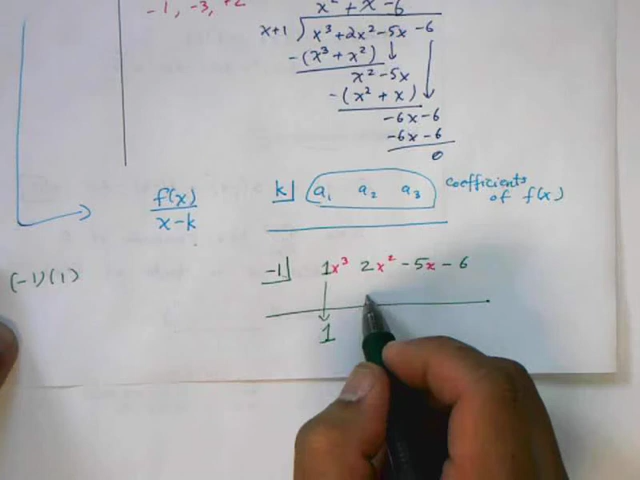 -1, -3, +2
x² + x - 6
x+1 ) x³ + 2x² - 5x - 6
-(x³ + x²)
x² - 5x
-(x² + x)
-6x - 6
-6x - 6
0
f(x)
x-k
k a₁ a₂ a₃ coefficients
of f(x)
(-1)(1)
-1 1x³ 2x² -5x -6
1